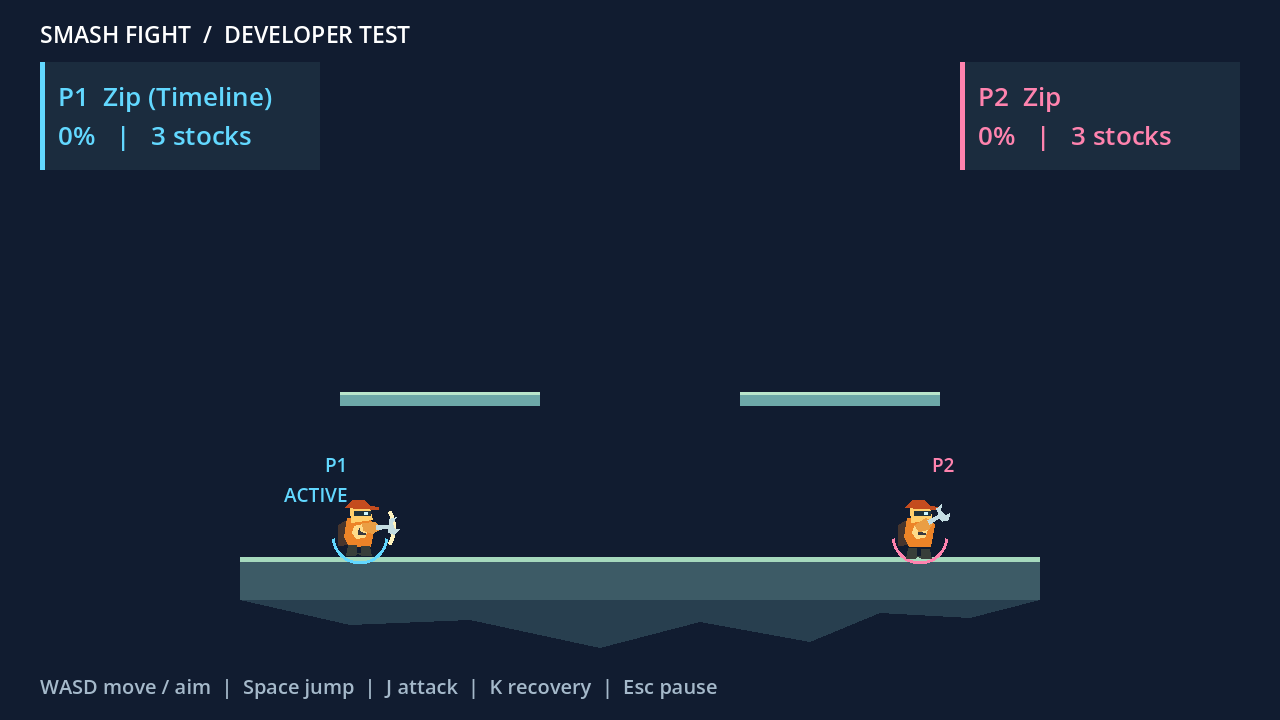 SMASH FIGHT / DEVELOPER TEST
P1 Zip (Timeline)
0% | 3 stocks
P2 Zip
0% | 3 stocks
P1
ACTIVE
P2
WASD move / aim | Space jump | J attack | K recovery | Esc pause